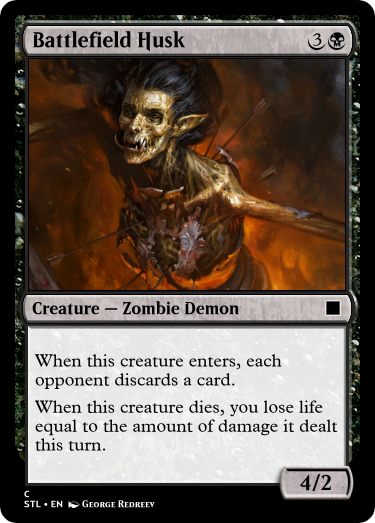 Battlefield Husk 3
Creature — Zombie Demon
When this creature enters, each
opponent discards a card.
When this creature dies, you lose life
equal to the amount of damage it dealt
this turn.
4/2
C
STL • EN George Redreev